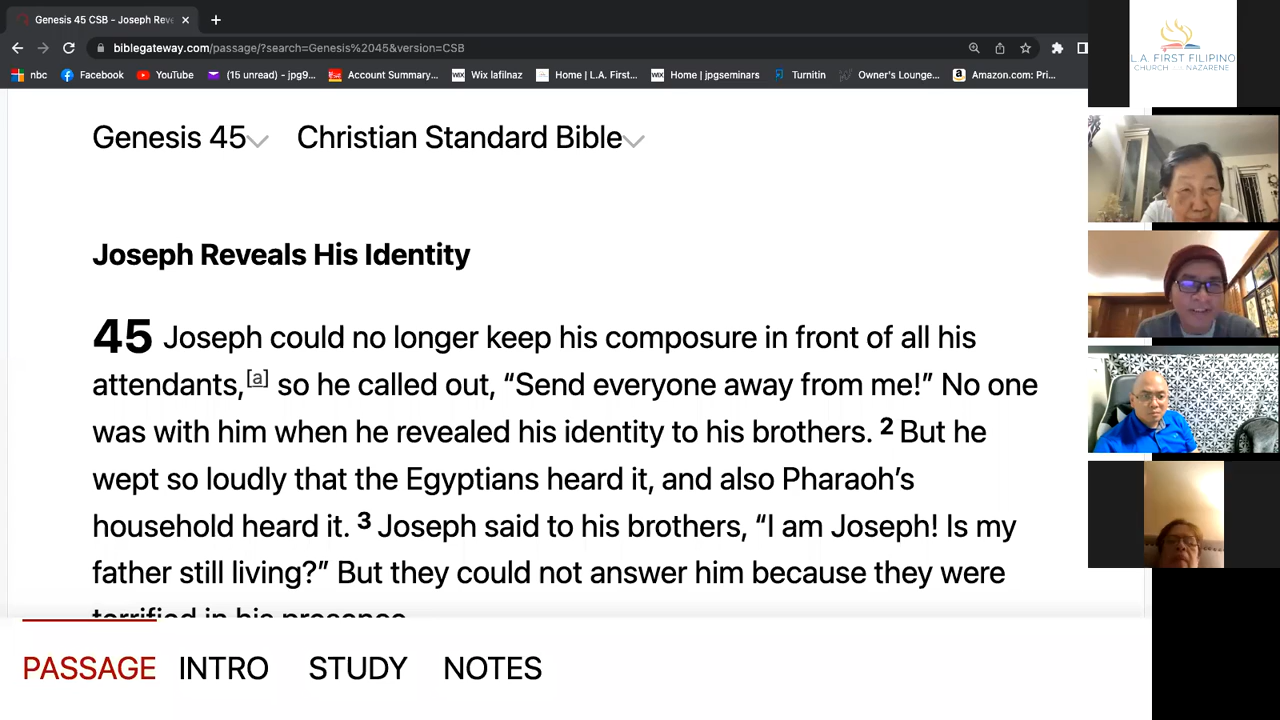 Genesis 45 CSB - Joseph Reve
biblegateway.com/passage/?search=Genesis%2045&version=CSB
nbc Facebook YouTube (15 unread) - jpg9... Account Summary... Wix lafilnaz Home | L.A. First... Home | jpgseminars Turnitin Owner's Lounge... Amazon.com: Pri...
L.A. FIRST FILIPINO
CHURCH OF THE NAZARENE
Genesis 45 Christian Standard Bible
Joseph Reveals His Identity
45 Joseph could no longer keep his composure in front of all his
attendants,[a] so he called out, “Send everyone away from me!” No one
was with him when he revealed his identity to his brothers. 2 But he
wept so loudly that the Egyptians heard it, and also Pharaoh’s
household heard it. 3 Joseph said to his brothers, “I am Joseph! Is my
father still living?” But they could not answer him because they were
terrified in his presence
PASSAGE INTRO STUDY NOTES